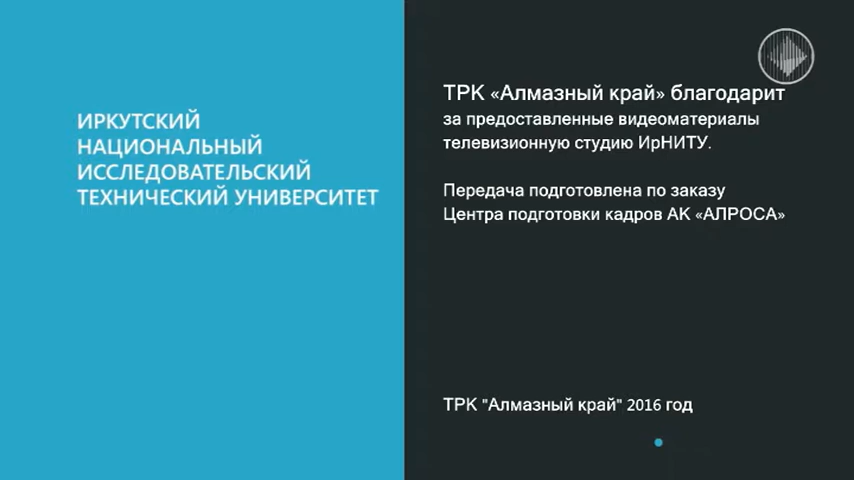 ИРКУТСКИЙ
НАЦИОНАЛЬНЫЙ
ИССЛЕДОВАТЕЛЬСКИЙ
ТЕХНИЧЕСКИЙ УНИВЕРСИТЕТ
ТРК «Алмазный край» благодарит
за предоставленные видеоматериалы
телевизионную студию ИрНИТУ.
Передача подготовлена по заказу
Центра подготовки кадров АК «АЛРОСА»
ТРК "Алмазный край" 2016 год